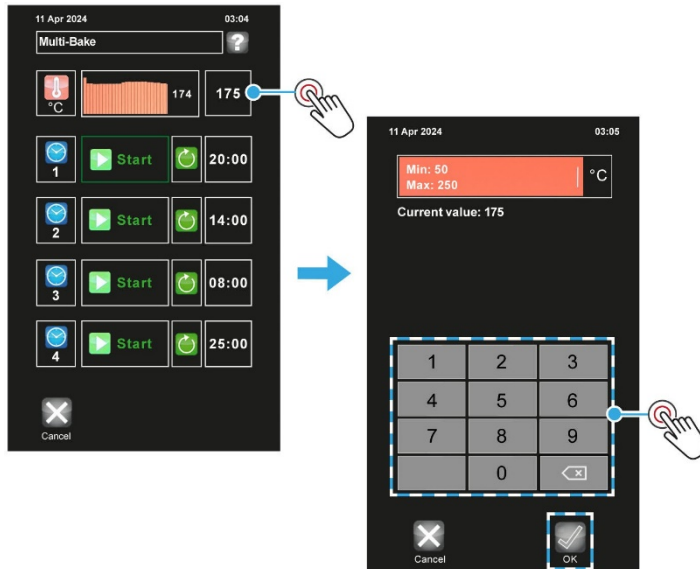 11 Apr 2024 03:04
Multi-Bake
?
°C
174
175
1
Start
20:00
2
Start
14:00
3
Start
08:00
4
Start
25:00
Cancel
11 Apr 2024 03:05
Min: 50
Max: 250
°C
Current value: 175
1 2 3
4 5 6
7 8 9
0
Cancel
OK